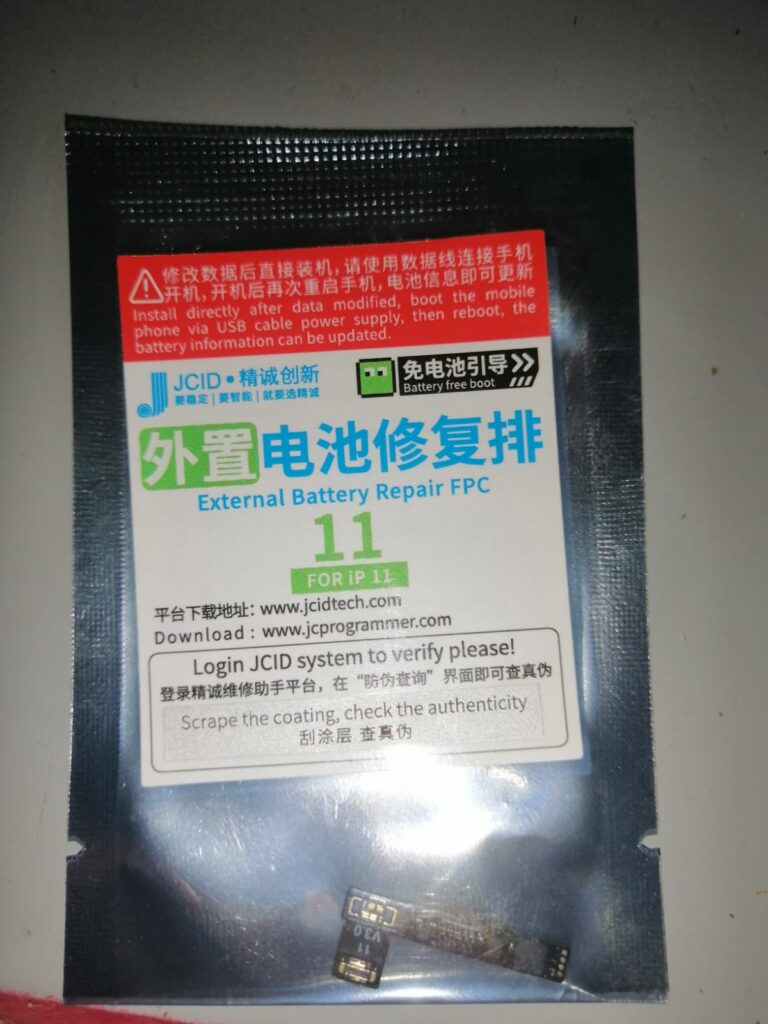 修改数据后直接装机，请使用数据线连接手机
开机，开机后再次重启手机，电池信息即可更新
Install directly after data modified, boot the mobile
phone via USB cable power supply, then reboot, the
battery information can be updated.
JCID·精诚创新
要稳定|要智能|就要选精诚
免电池引导
Battery free boot
外置电池修复排
External Battery Repair FPC
11
FOR iP 11
平台下载地址：www.jcidtech.com
Download : www.jcprogrammer.com
Login JCID system to verify please!
登录精诚维修助手平台，在“防伪查询”界面即可查真伪
Scrape the coating, check the authenticity
刮涂层 查真伪
11
V3.0